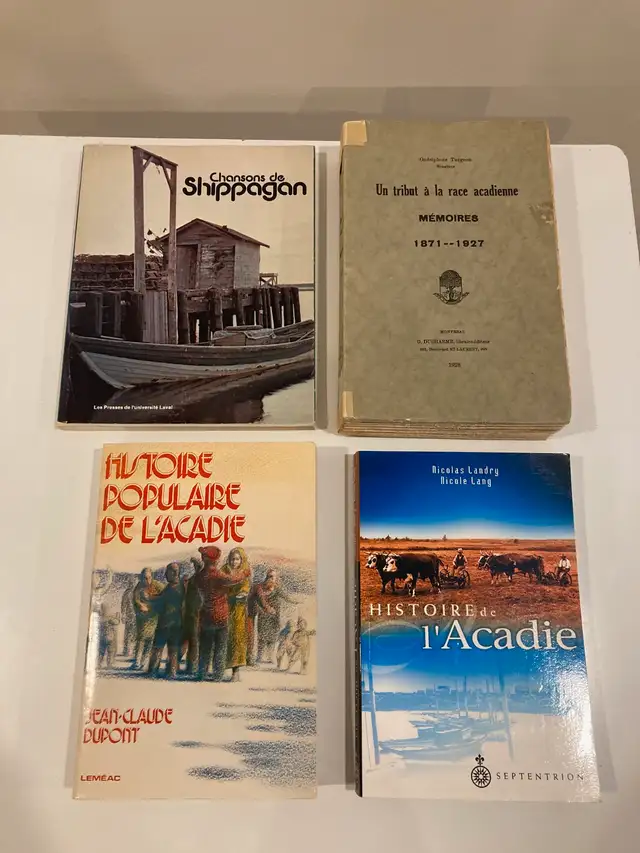 Chansons de
Shippagan
Les Presses de l'université Laval
Onésiphore Turgeon
Un tribut à la race acadienne
MÉMOIRES
1871--1927
MONTREAL
G. DUCHARME, Libraire-éditeur
1928
HISTOIRE
POPULAIRE
DE L'ACADIE
JEAN-CLAUDE
DUPONT
LEMÉAC
Nicolas Landry
Nicole Lang
HISTOIRE de
l'Acadie
SEPTENTRION